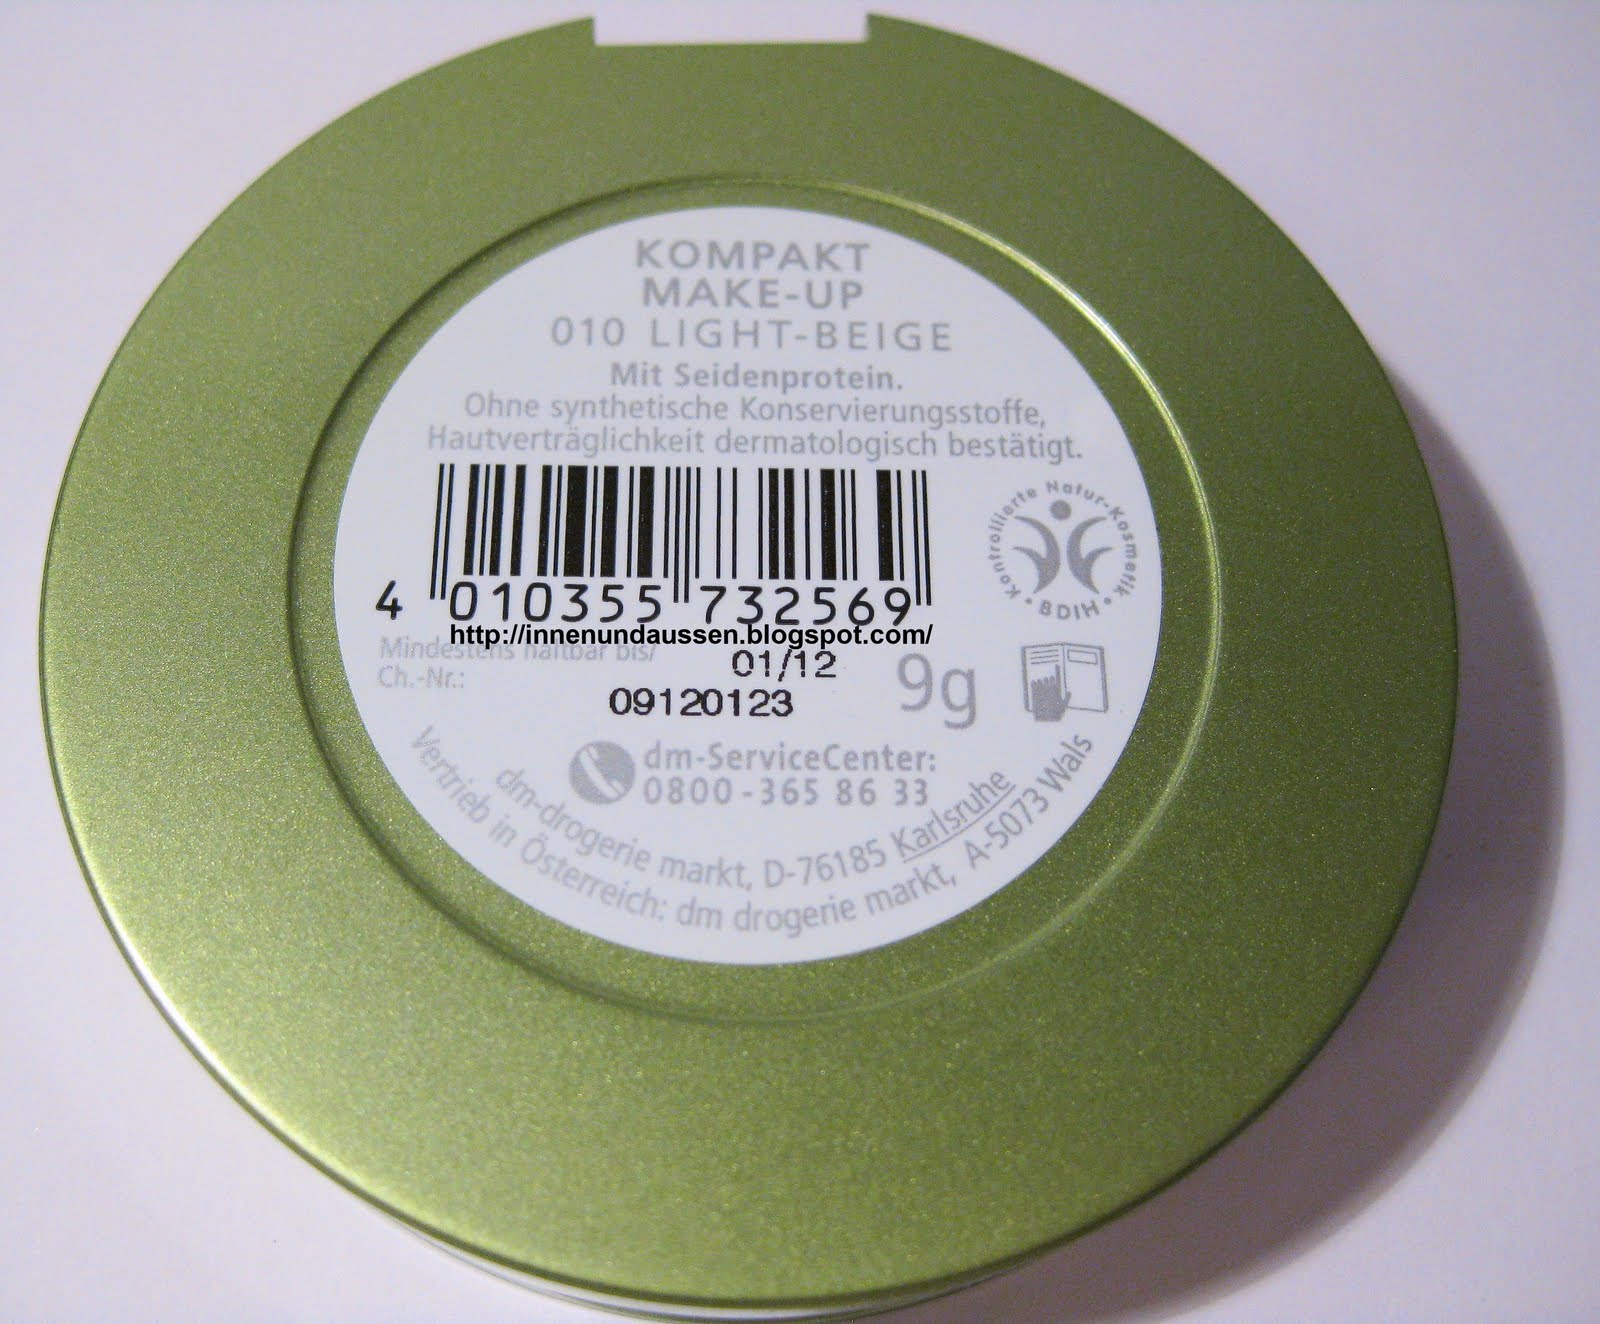 KOMPAKT
MAKE-UP
010 LIGHT-BEIGE
Mit Seidenprotein.
Ohne synthetische Konservierungsstoffe,
Hautverträglichkeit dermatologisch bestätigt.
Kontrollierte Natur-Kosmetik
• BDIH •
4 010355 732569
http://innenundaussen.blogspot.com/
Mindestens haltbar bis/ 01/12
Ch.-Nr.: 09120123
9g
dm-ServiceCenter:
0800 - 365 86 33
dm-drogerie markt, D-76185 Karlsruhe
Vertrieb in Österreich: dm drogerie markt, A-5073 Wals